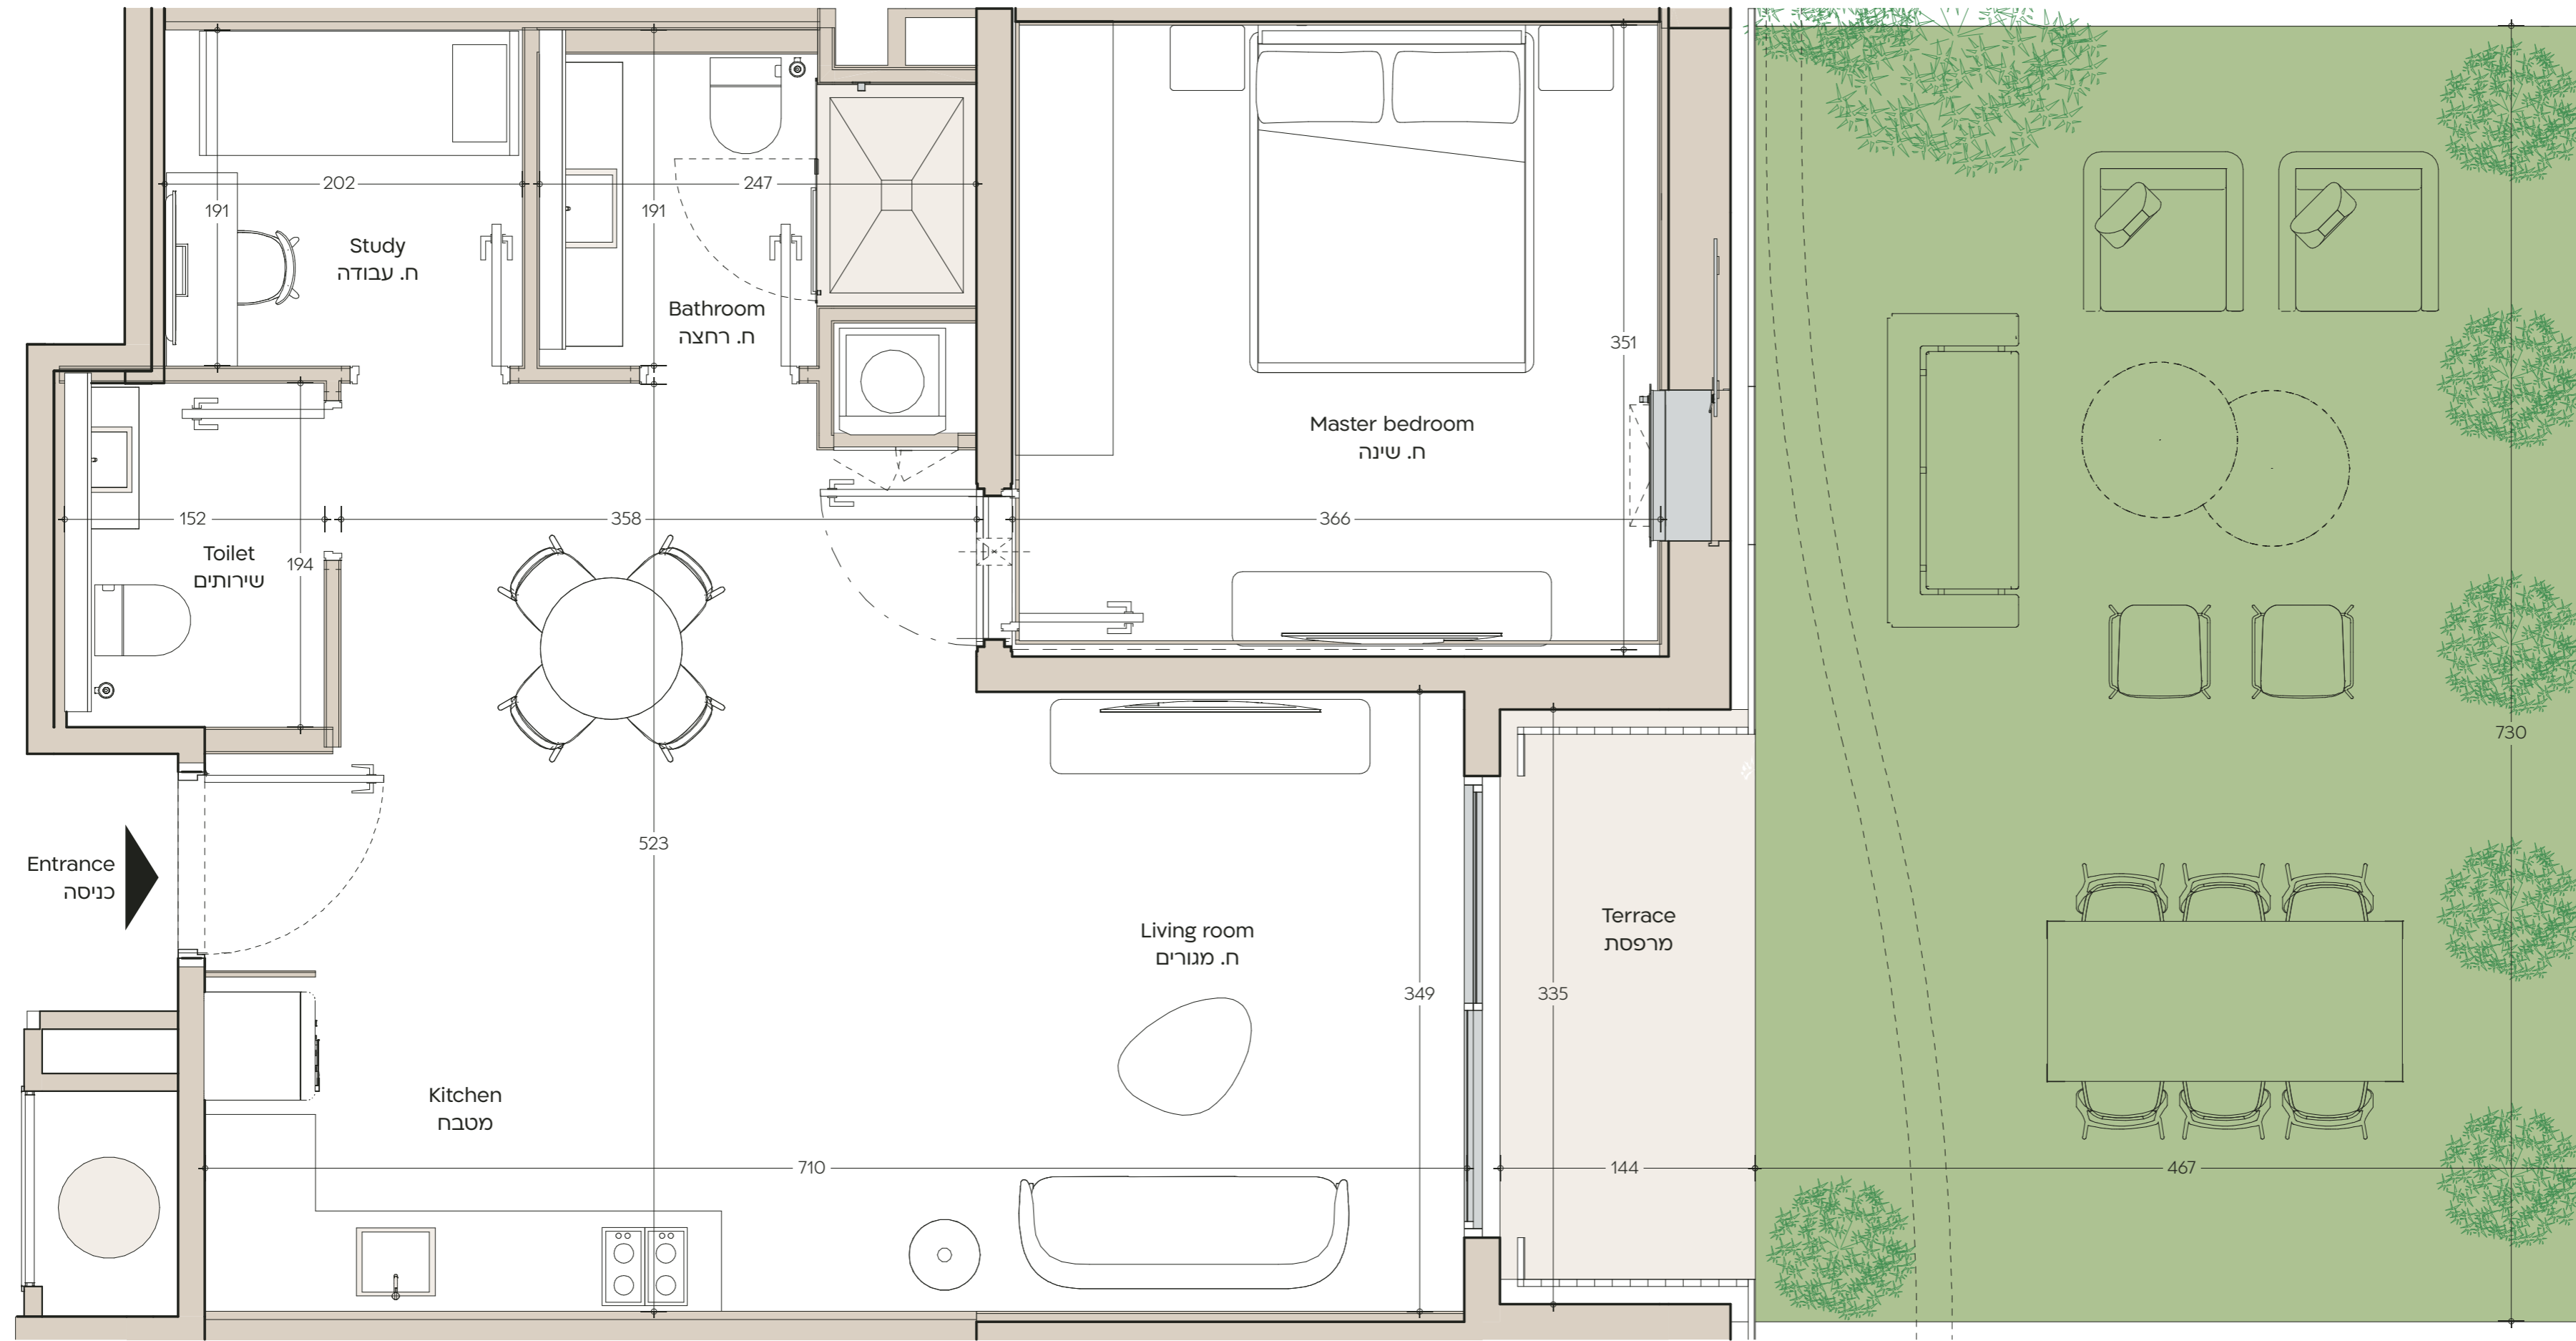 202
247
191
191
Study
ח. עבודה
Bathroom
ח. רחצה
351
Master bedroom
ח. שינה
152
358
366
Toilet
שירותים
194
730
523
Entrance
כניסה
Living room
ח. מגורים
Terrace
מרפסת
349
335
Kitchen
מטבח
710
144
467